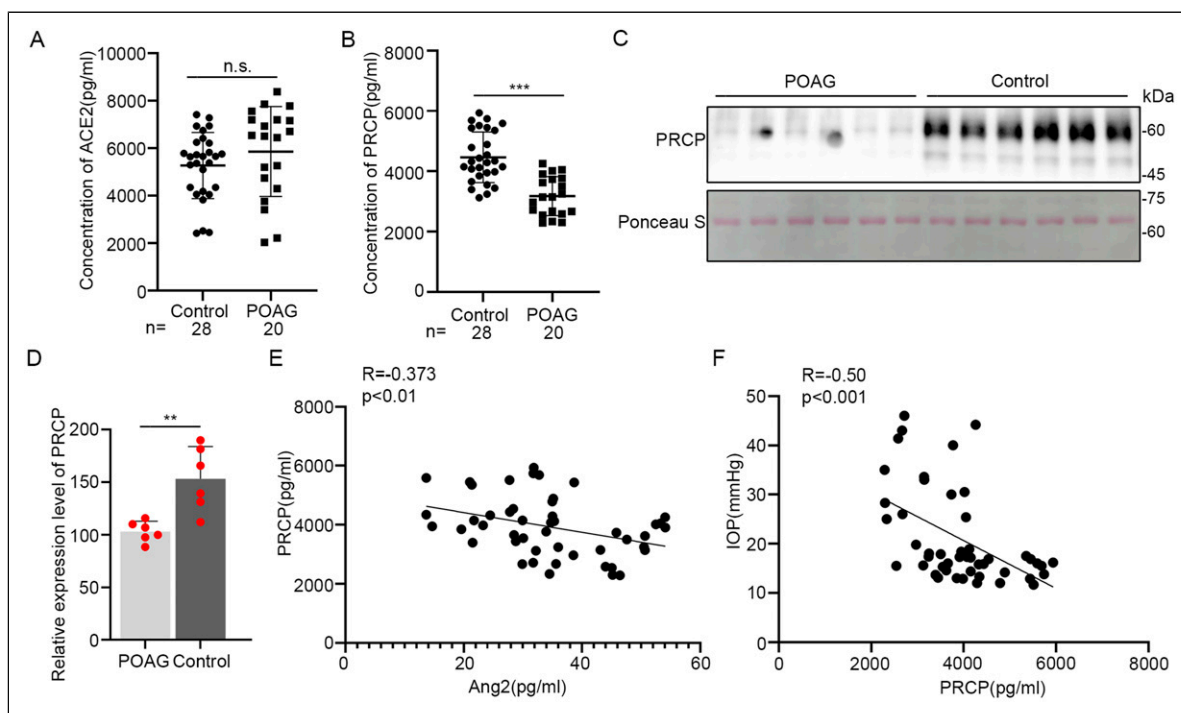 A
Concentration of ACE2(pg/ml)
10000
8000
6000
4000
2000
0
n.s.
Control
POAG
n=
28
20
B
Concentration of PRCP(pg/ml)
8000
6000
4000
2000
0
***
Control
POAG
n=
28
20
C
POAG
Control
kDa
PRCP
-60
-45
Ponceau S
-75
-60
D
Relative expression level of PRCP
200
150
100
50
0
**
POAG
Control
E
R=-0.373
p<0.01
PRCP(pg/ml)
8000
6000
4000
2000
0
0
20
40
60
Ang2(pg/ml)
F
R=-0.50
p<0.001
IOP(mmHg)
50
40
30
20
10
0
0
2000
4000
6000
8000
PRCP(pg/ml)